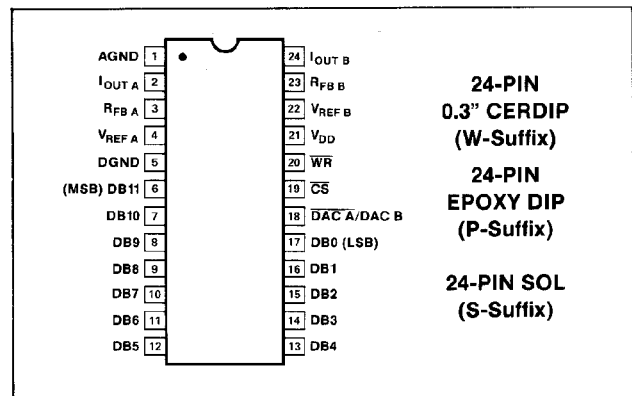 AGND 1
I OUT A 2
R FB A 3
V REF A 4
DGND 5
(MSB) DB11 6
DB10 7
DB9 8
DB8 9
DB7 10
DB6 11
DB5 12
24 I OUT B
23 R FB B
22 V REF B
21 V DD
20 W̅R̅
19 C̅S̅
18 D̅A̅C̅ A̅/DAC B
17 DB0 (LSB)
16 DB1
15 DB2
14 DB3
13 DB4
24-PIN
0.3" CERDIP
(W-Suffix)
24-PIN
EPOXY DIP
(P-Suffix)
24-PIN SOL
(S-Suffix)